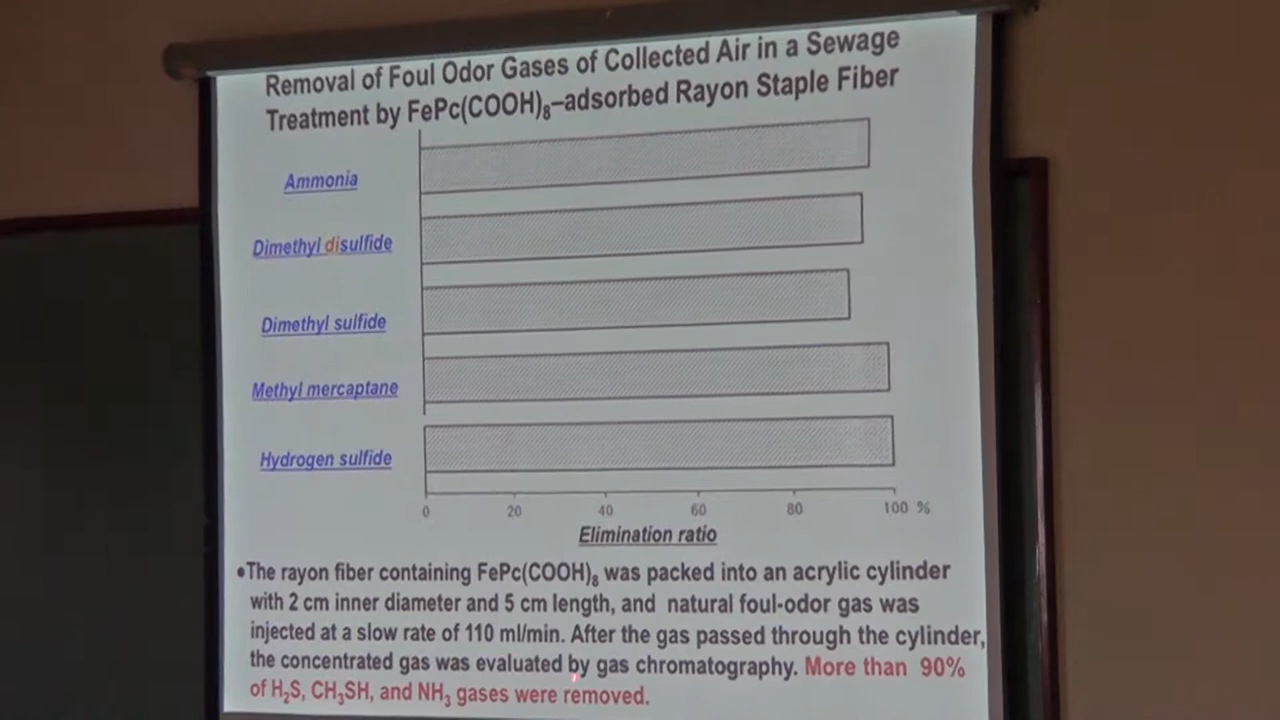 Removal of Foul Odor Gases of Collected Air in a Sewage
Treatment by FePc(COOH)₈–adsorbed Rayon Staple Fiber
Ammonia
Dimethyl disulfide
Dimethyl sulfide
Methyl mercaptane
Hydrogen sulfide
0 20 40 60 80 100 %
Elimination ratio
•The rayon fiber containing FePc(COOH)₈ was packed into an acrylic cylinder
with 2 cm inner diameter and 5 cm length, and natural foul-odor gas was
injected at a slow rate of 110 ml/min. After the gas passed through the cylinder,
the concentrated gas was evaluated by gas chromatography. More than 90%
of H₂S, CH₃SH, and NH₃ gases were removed.